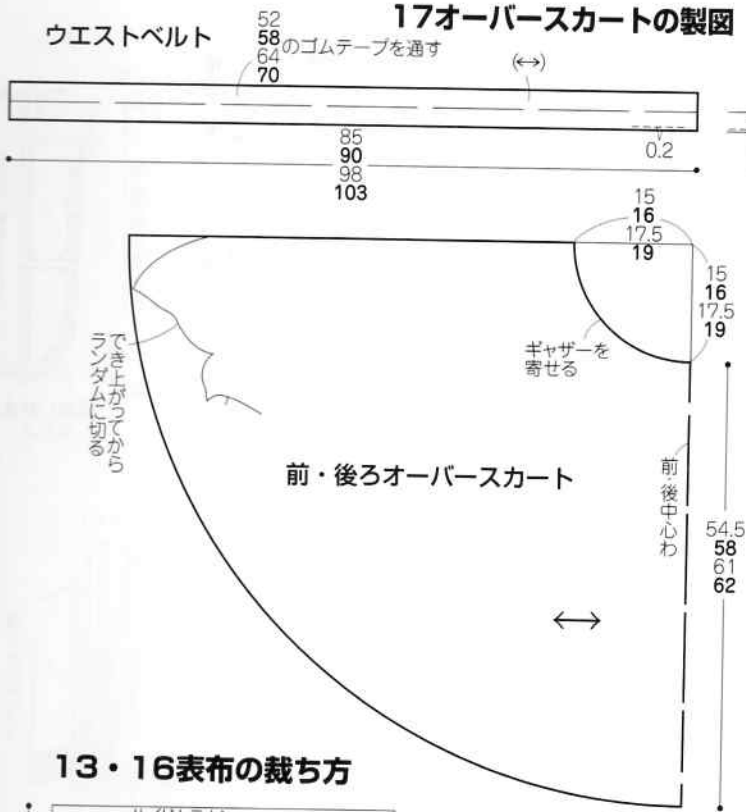 17オーバースカートの製図
ウエストベルト
52
58
64
70
のゴムテープを通す
(↔)
0.2
85
90
98
103
15
16
17.5
19
15
16
17.5
19
ギャザーを
寄せる
でき上がってから
ランダムに切る
前・後ろオーバースカート
前・後中心わ
54.5
58
61
62
13・16表布の裁ち方